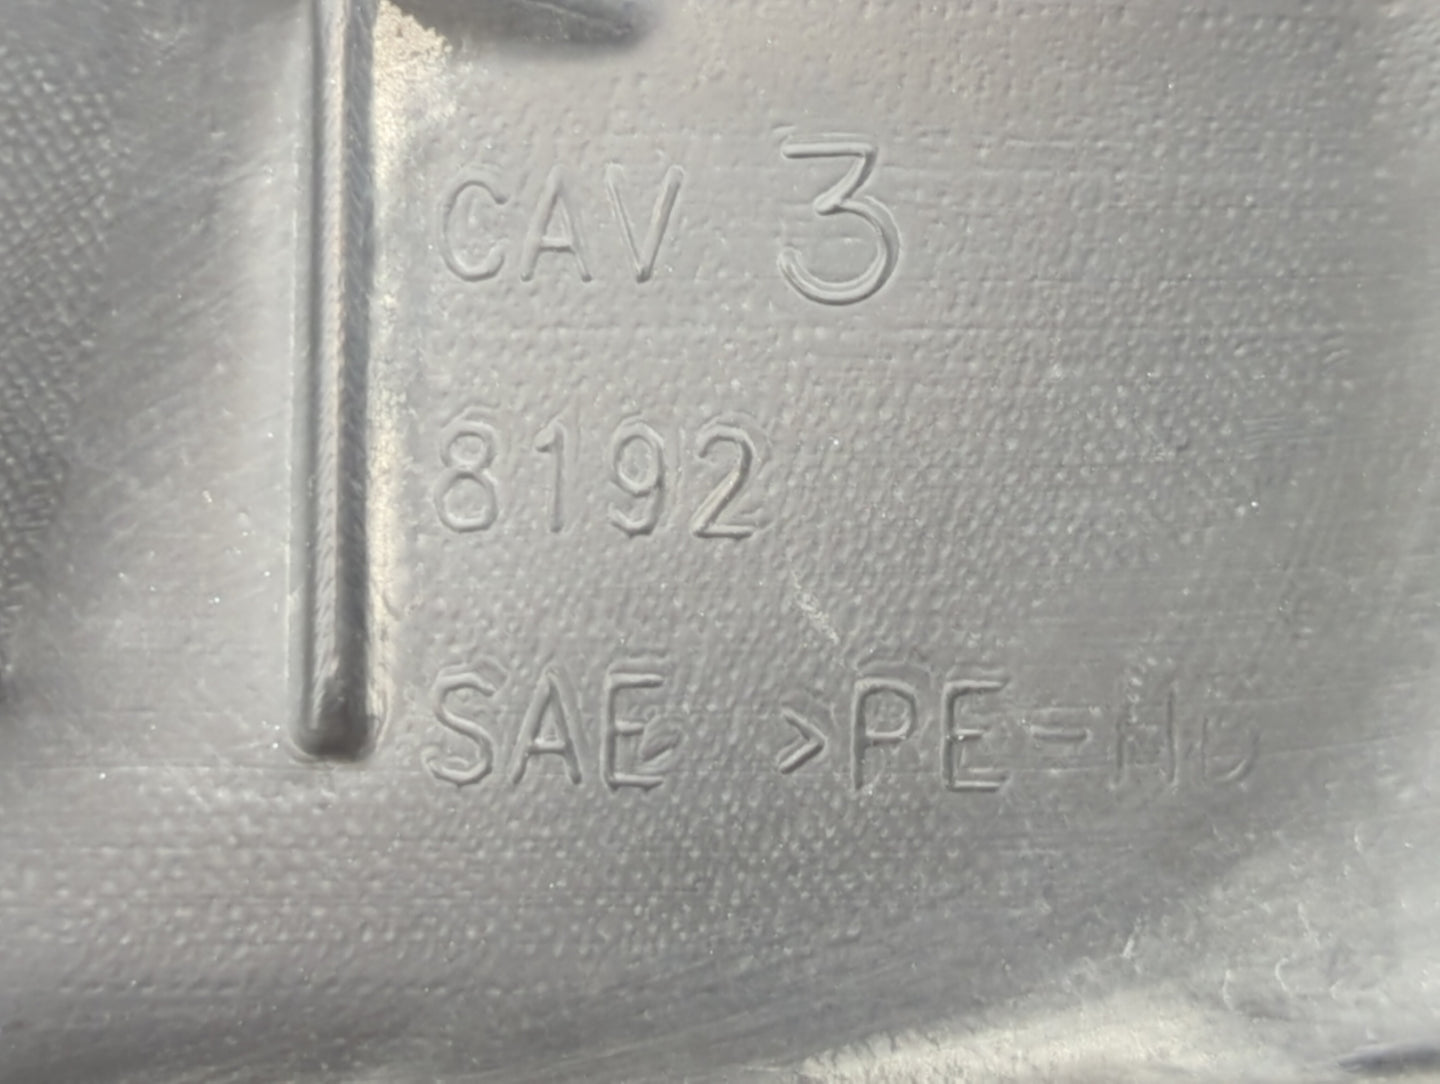 CAV 3
8192
SAE >PE-HD